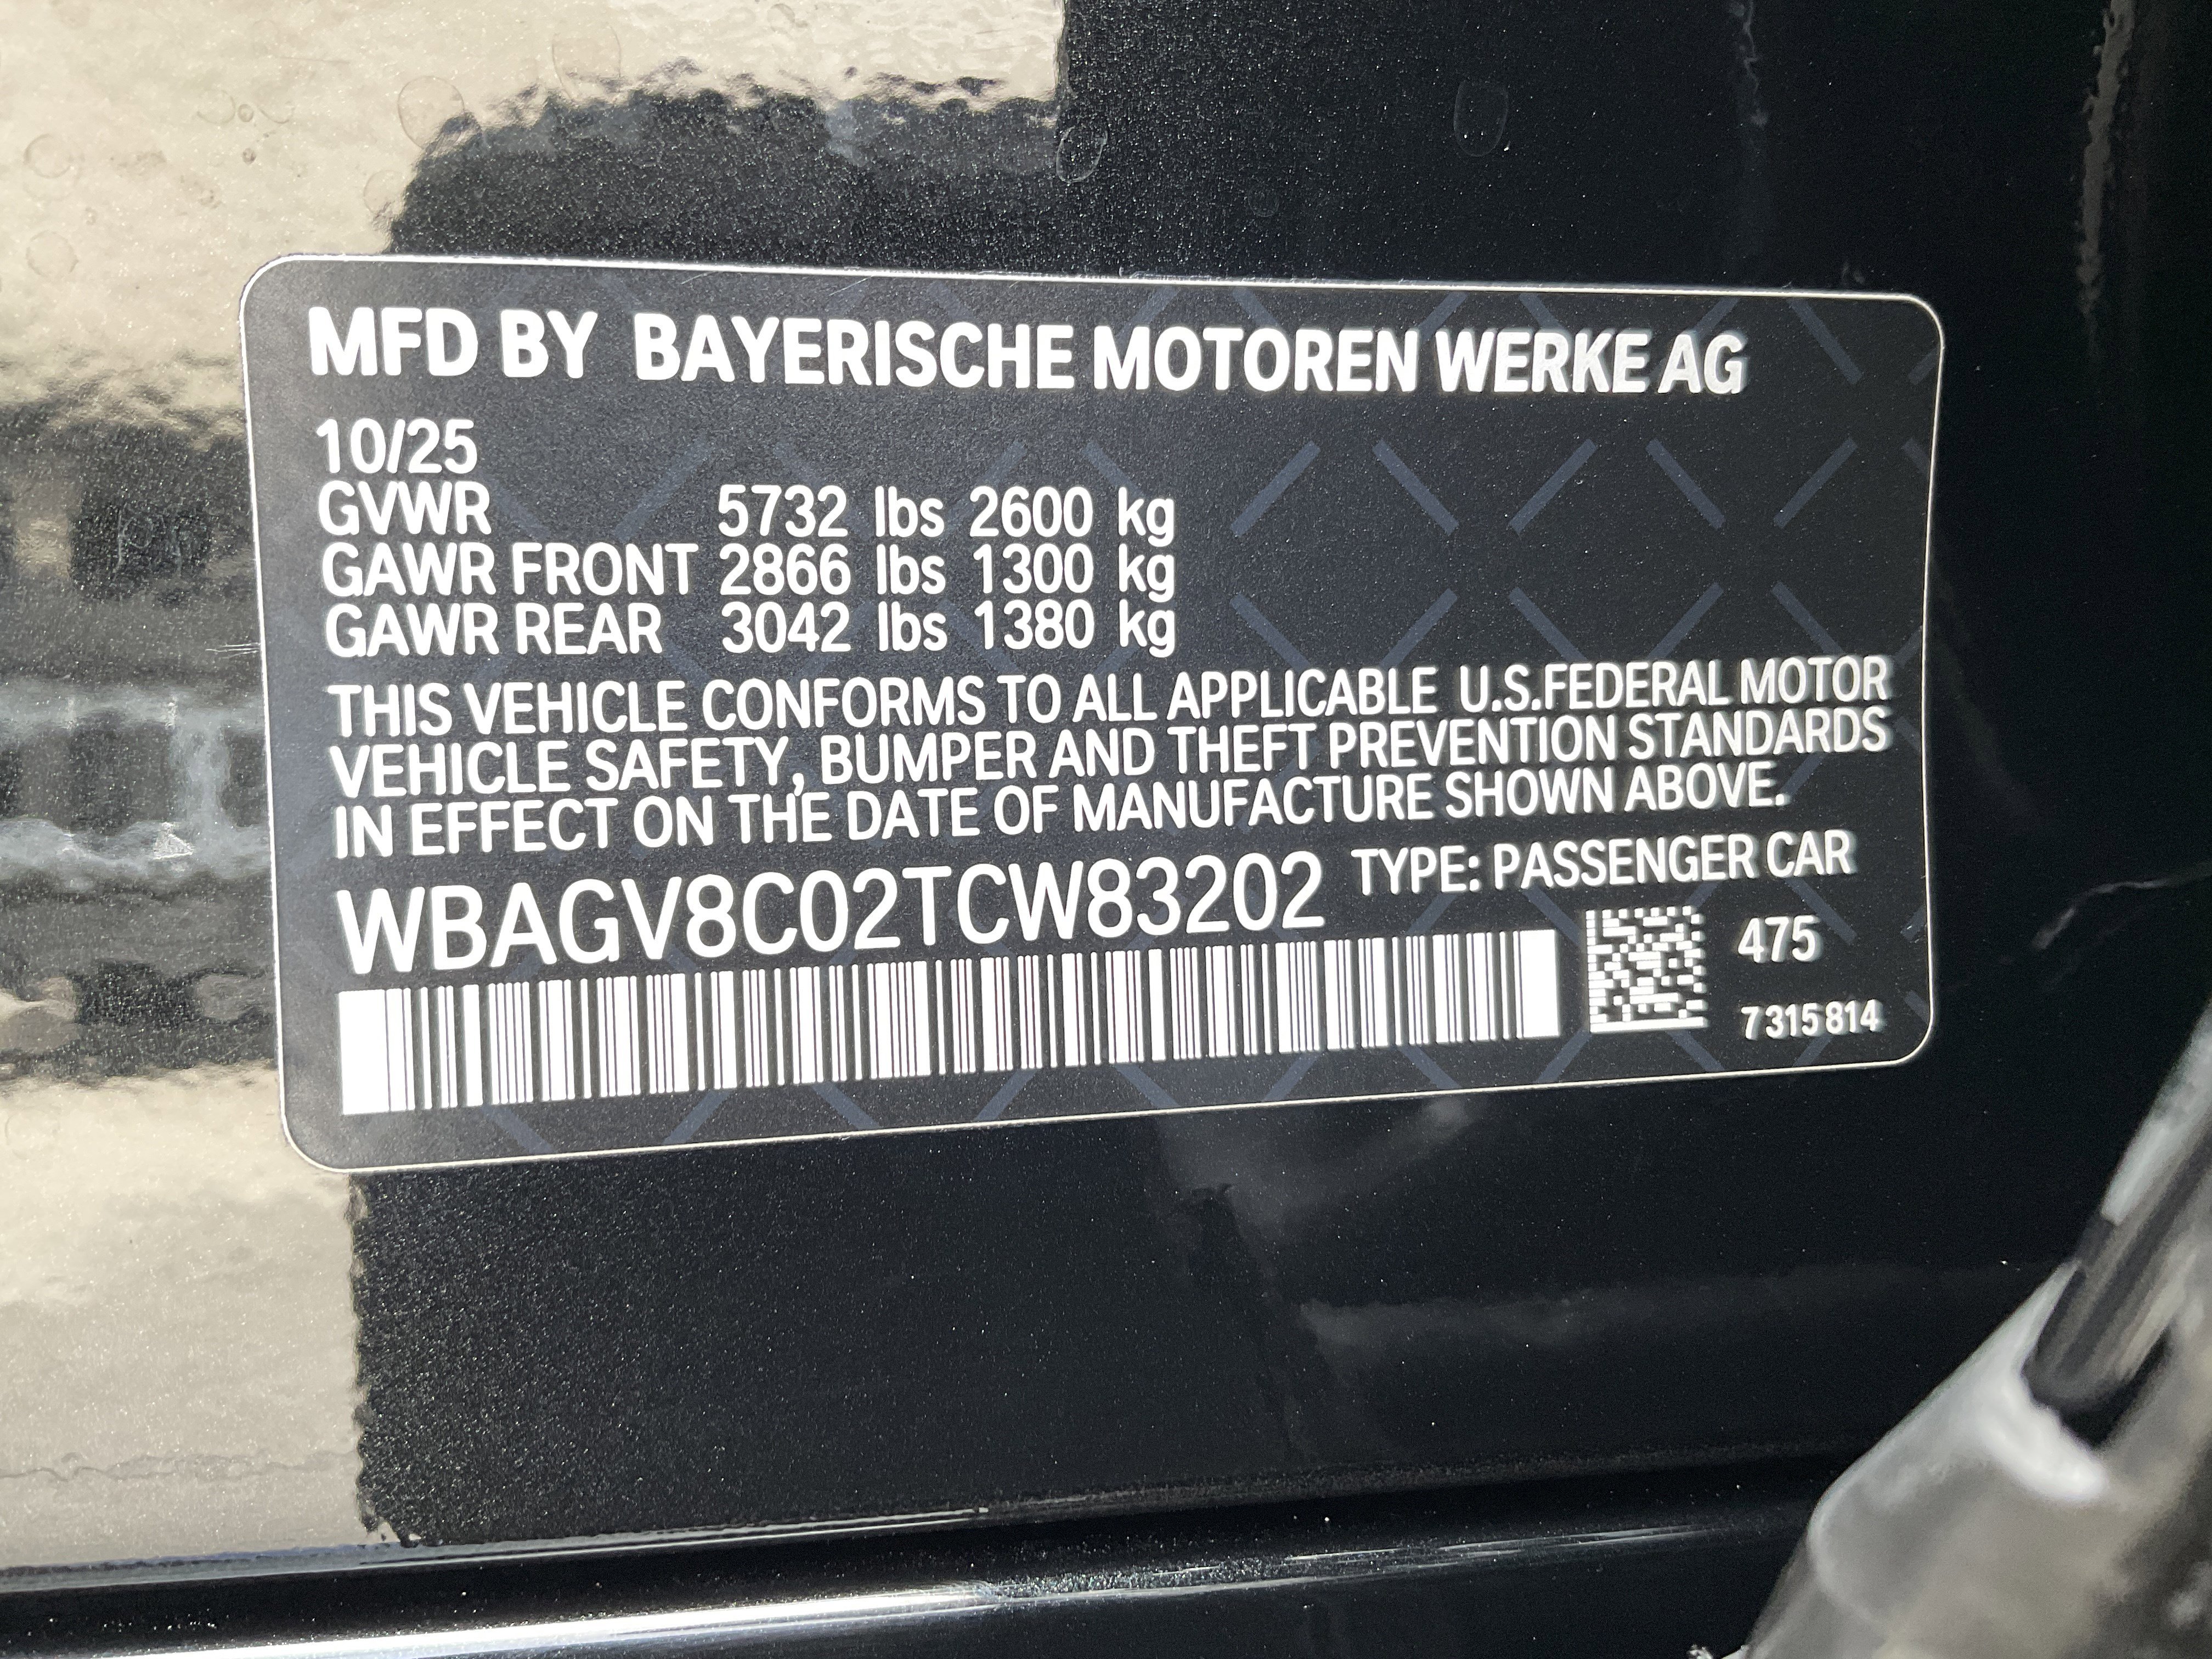 MFD BY BAYERISCHE MOTOREN WERKE AG
10/25
GVWR 5732 lbs 2600 kg
GAWR FRONT 2866 lbs 1300 kg
GAWR REAR 3042 lbs 1380 kg
THIS VEHICLE CONFORMS TO ALL APPLICABLE U.S.FEDERAL MOTOR
VEHICLE SAFETY, BUMPER AND THEFT PREVENTION STANDARDS
IN EFFECT ON THE DATE OF MANUFACTURE SHOWN ABOVE.
WBAGV8C02TCW83202 TYPE: PASSENGER CAR
475
7 315 814